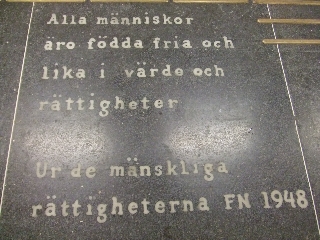 Alla människor
äro födda fria och
lika i värde och
rättigheter
Ur de mänskliga
rättigheterna FN 1948